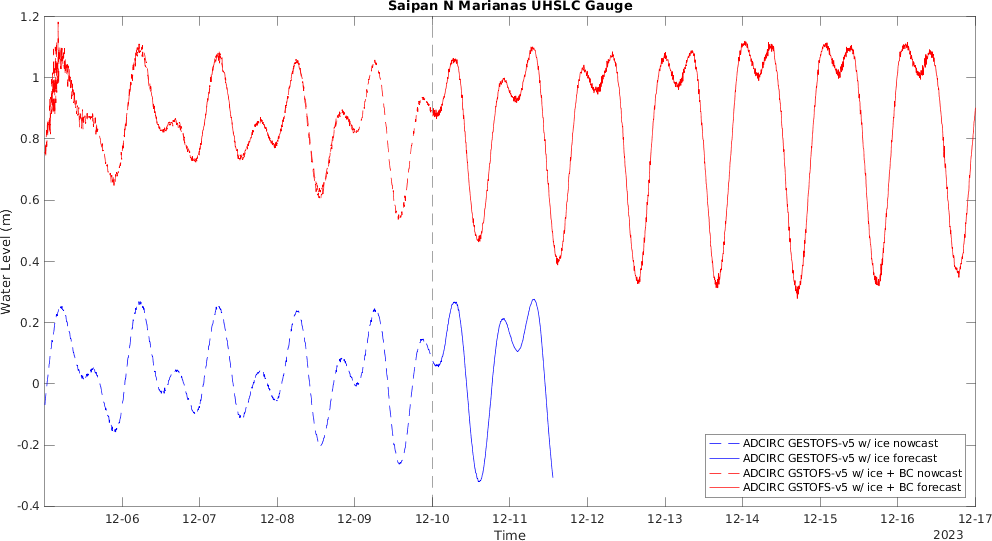 Saipan N Marianas UHSLC Gauge
1.2
1
0.8
0.6
0.4
0.2
0
-0.2
-0.4
Water Level (m)
ADCIRC GESTOFS-v5 w/ ice nowcast
ADCIRC GESTOFS-v5 w/ ice forecast
ADCIRC GSTOFS-v5 w/ ice + BC nowcast
ADCIRC GSTOFS-v5 w/ ice + BC forecast
12-06 12-07 12-08 12-09 12-10 12-11 12-12 12-13 12-14 12-15 12-16 12-17
Time
2023